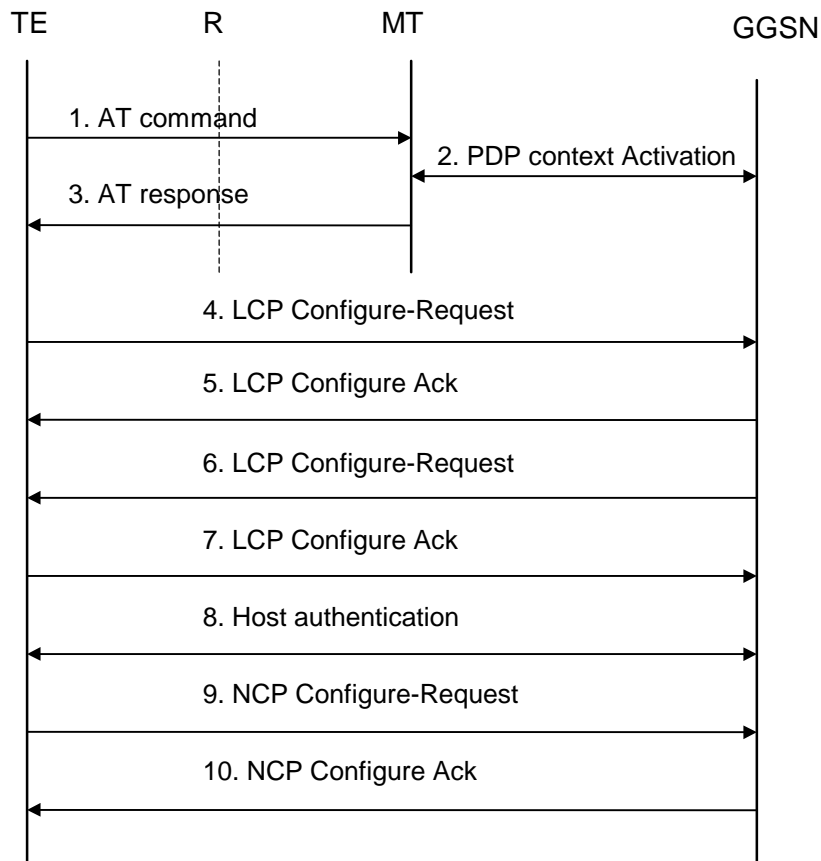 TE R MT GGSN
1. AT command
2. PDP context Activation
3. AT response
4. LCP Configure-Request
5. LCP Configure Ack
6. LCP Configure-Request
7. LCP Configure Ack
8. Host authentication
9. NCP Configure-Request
10. NCP Configure Ack